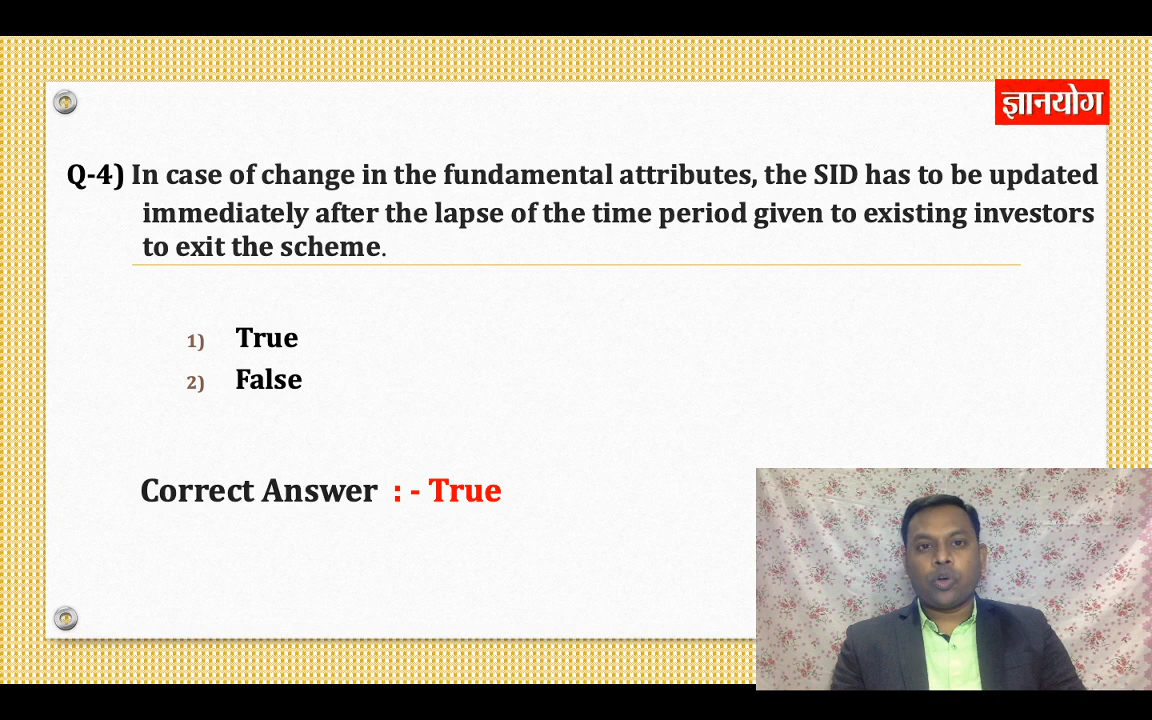 ज्ञानयोग
Q-4) In case of change in the fundamental attributes, the SID has to be updated
immediately after the lapse of the time period given to existing investors
to exit the scheme.
1) True
2) False
Correct Answer : - True